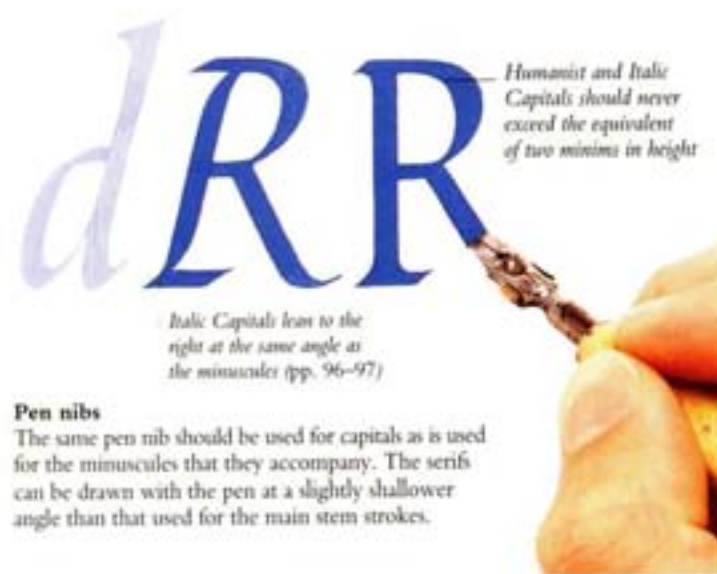 dRR
Humanist and Italic
Capitals should never
exceed the equivalent
of two minims in height
Italic Capitals lean to the
right at the same angle as
the minuscules (pp. 96–97)
Pen nibs
The same pen nib should be used for capitals as is used
for the minuscules that they accompany. The serifs
can be drawn with the pen at a slightly shallower
angle than that used for the main stem strokes.